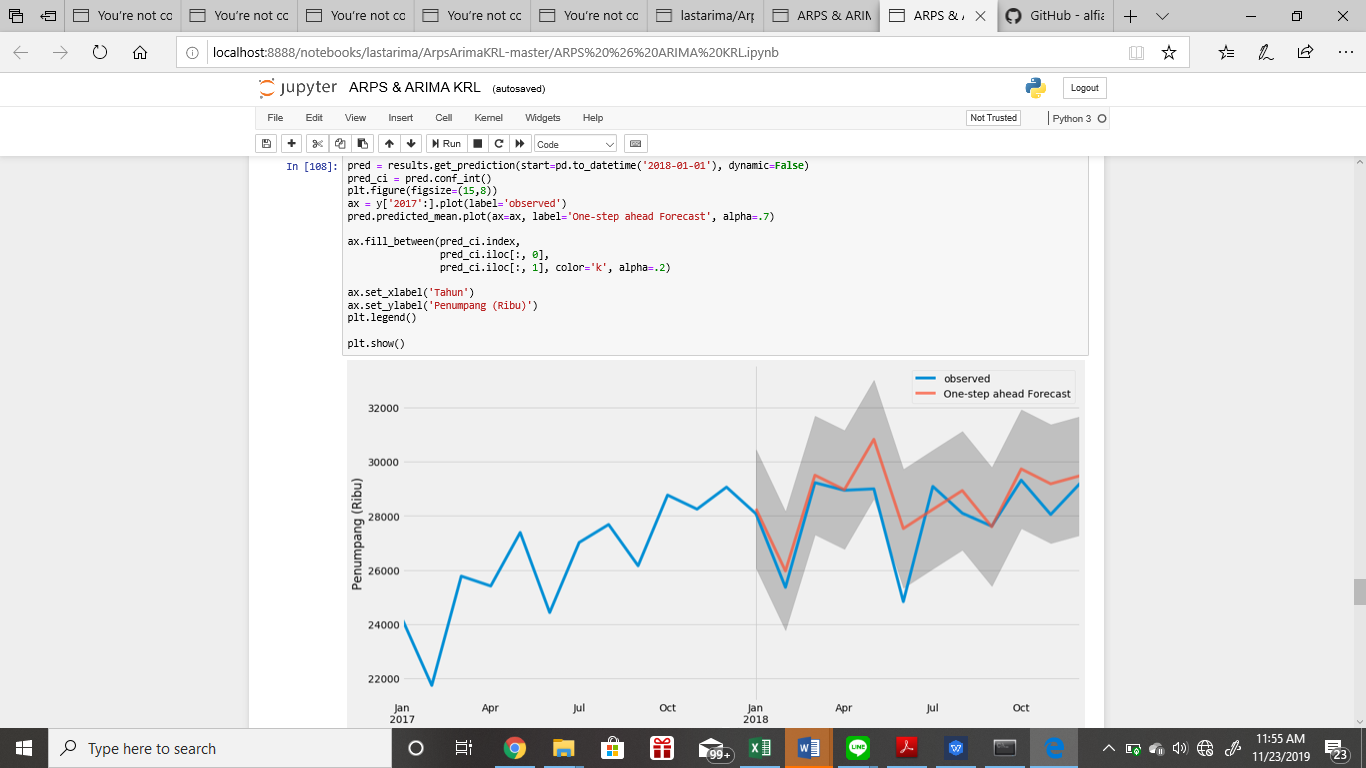 You're not co
You're not co
You're not co
You're not co
You're not co
lastarima/Arp
ARPS & ARIM
ARPS & A
GitHub - alfia
localhost:8888/notebooks/lastarima/ArpsArimaKRL-master/ARPS%20%26%20ARIMA%20KRL.ipynb
jupyter ARPS & ARIMA KRL (autosaved)
Logout
File Edit View Insert Cell Kernel Widgets Help
Not Trusted
Python 3
Run
Code
In [108]:
pred = results.get_prediction(start=pd.to_datetime('2018-01-01'), dynamic=False)
pred_ci = pred.conf_int()
plt.figure(figsize=(15,8))
ax = y['2017':].plot(label='observed')
pred.predicted_mean.plot(ax=ax, label='One-step ahead Forecast', alpha=.7)
ax.fill_between(pred_ci.index,
pred_ci.iloc[:, 0],
pred_ci.iloc[:, 1], color='k', alpha=.2)
ax.set_xlabel('Tahun')
ax.set_ylabel('Penumpang (Ribu)')
plt.legend()
plt.show()
observed
One-step ahead Forecast
Penumpang (Ribu)
32000
30000
28000
26000
24000
22000
Jan Apr Jul Oct Jan Apr Jul Oct
2017 2018
Type here to search
99+
11:55 AM
11/23/2019
23